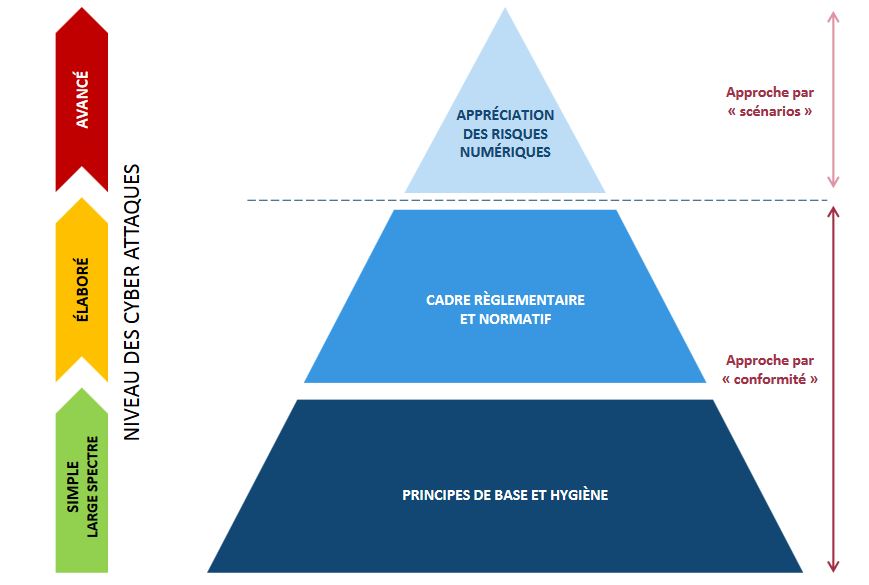 AVANCÉ
ÉLABORÉ
SIMPLE
LARGE SPECTRE
NIVEAU DES CYBER ATTAQUES
APPRÉCIATION
DES RISQUES
NUMÉRIQUES
CADRE RÈGLEMENTAIRE
ET NORMATIF
PRINCIPES DE BASE ET HYGIÈNE
Approche par
« scénarios »
Approche par
« conformité »